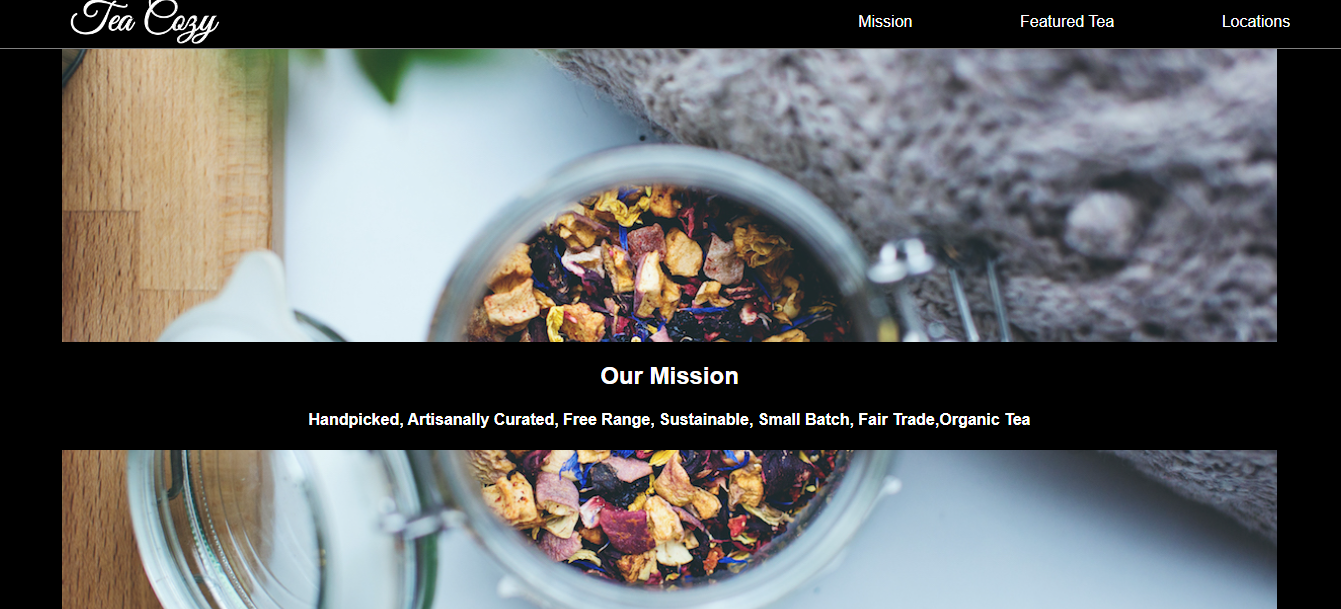 Tea Cozy
Mission Featured Tea Locations
Our Mission
Handpicked, Artisanally Curated, Free Range, Sustainable, Small Batch, Fair Trade,Organic Tea